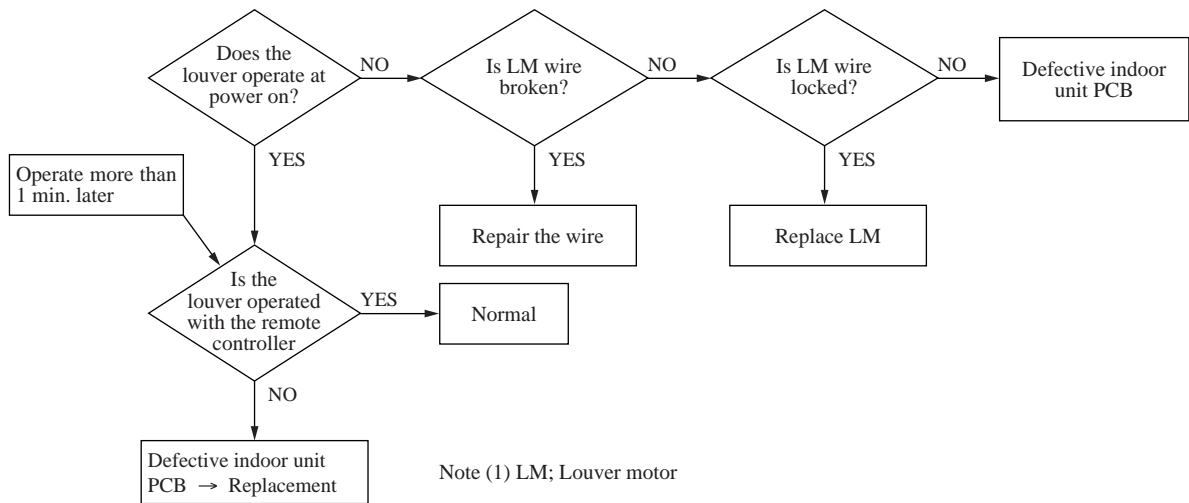 Does the
louver operate at
power on?
NO
Is LM wire
broken?
NO
Is LM wire
locked?
NO
Defective indoor
unit PCB
YES
YES
YES
Operate more than
1 min. later
Repair the wire
Replace LM
Is the
louver operated
with the remote
controller
YES
Normal
NO
Defective indoor unit
PCB → Replacement
Note (1) LM; Louver motor